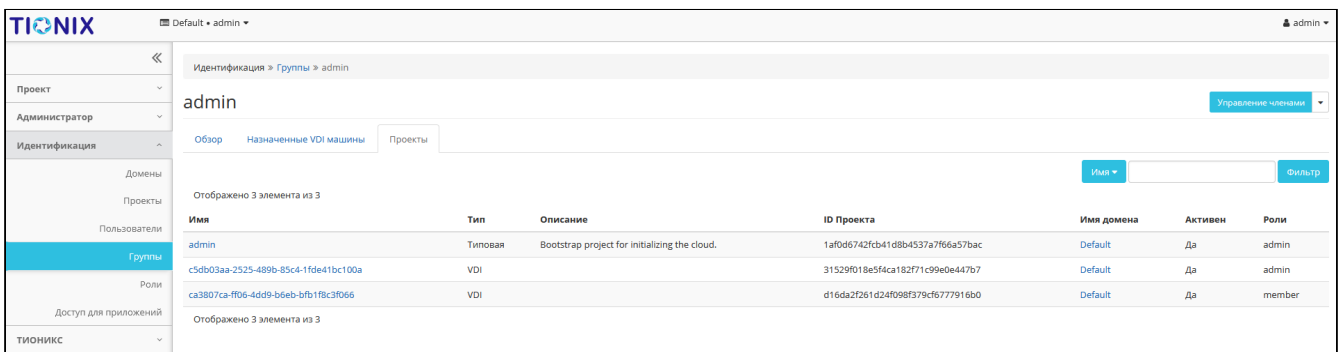 TIONIX
Default • admin
admin
Идентификация » Группы » admin
Проект
Администратор
Идентификация
Домены
Проекты
Пользователи
Группы
Роли
Доступ для приложений
ТИОНИКС
admin
Управление членами
Обзор Назначенные VDI машины Проекты
Имя Фильтр
Отображено 3 элемента из 3
Имя Тип Описание ID Проекта Имя домена Активен Роли
admin Типовая Bootstrap project for initializing the cloud. 1af0d6742fcb41d8b4537a7f66a57bac Default Да admin
c5db03aa-2525-489b-85c4-1fde41bc100a VDI 31529f018e5f4ca182f71c99e0e447b7 Default Да admin
ca3807ca-ff06-4dd9-b6eb-bfb1f8c3f066 VDI d16da2f261d24f098f379cf6777916b0 Default Да member
Отображено 3 элемента из 3